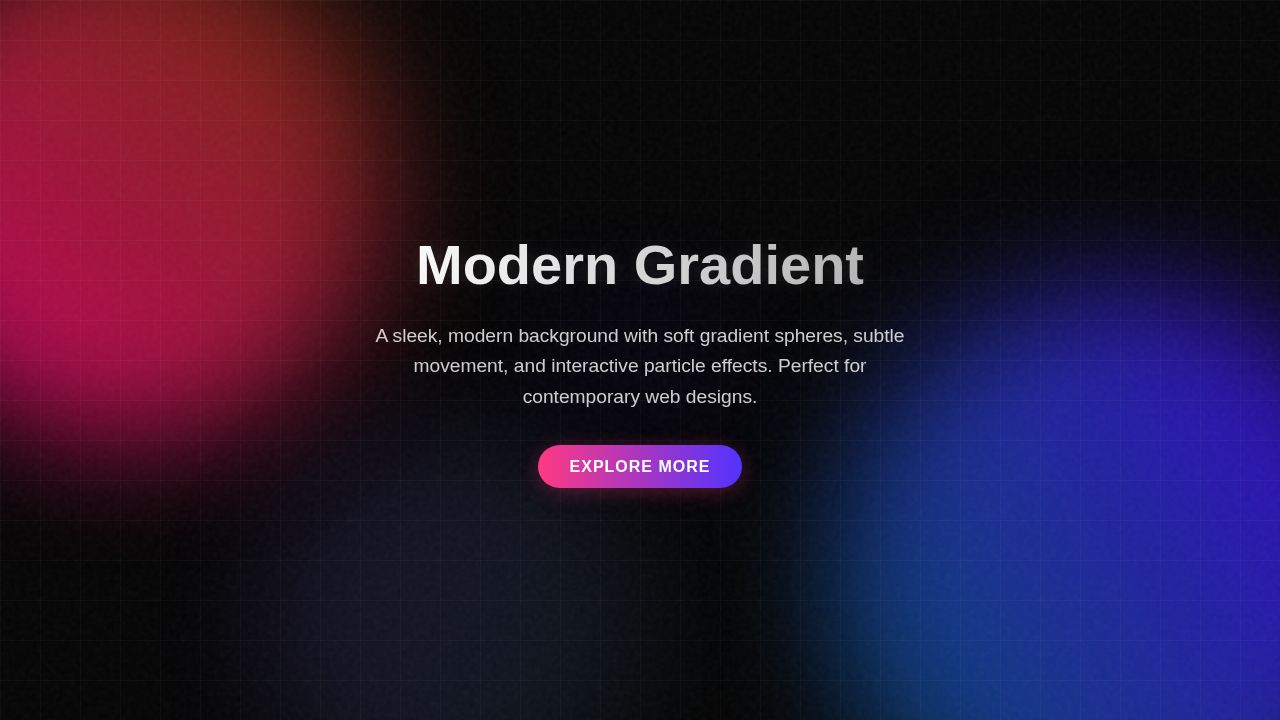 Modern Gradient
A sleek, modern background with soft gradient spheres, subtle
movement, and interactive particle effects. Perfect for
contemporary web designs.
EXPLORE MORE